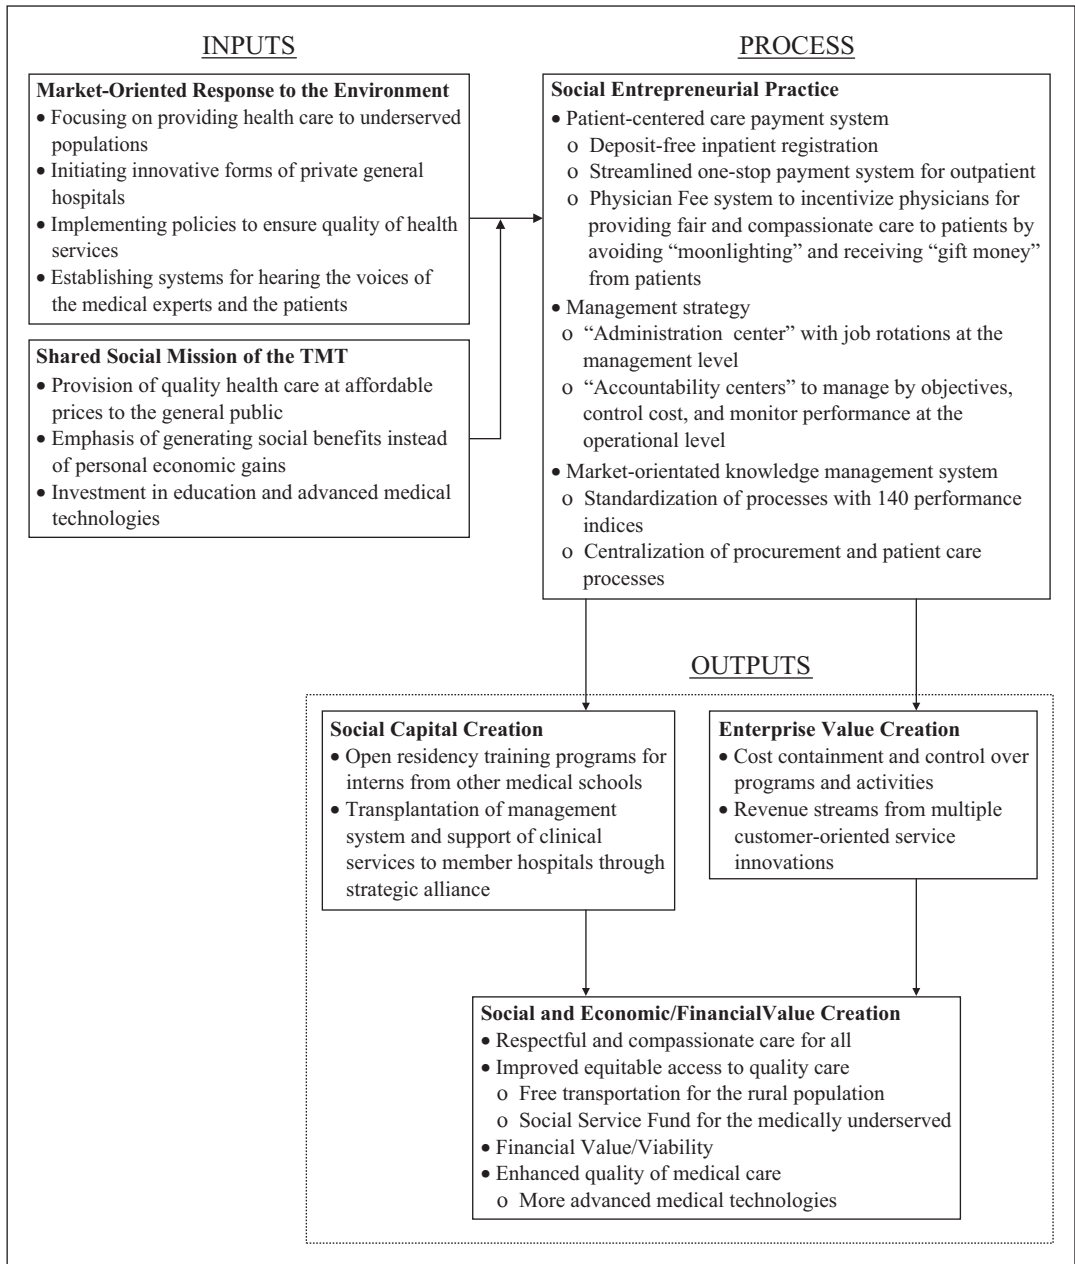 INPUTS
Market-Oriented Response to the Environment
• Focusing on providing health care to underserved
populations
• Initiating innovative forms of private general
hospitals
• Implementing policies to ensure quality of health
services
• Establishing systems for hearing the voices of
the medical experts and the patients
Shared Social Mission of the TMT
• Provision of quality health care at affordable
prices to the general public
• Emphasis of generating social benefits instead
of personal economic gains
• Investment in education and advanced medical
technologies
PROCESS
Social Entrepreneurial Practice
• Patient-centered care payment system
o Deposit-free inpatient registration
o Streamlined one-stop payment system for outpatient
o Physician Fee system to incentivize physicians for
providing fair and compassionate care to patients by
avoiding “moonlighting” and receiving “gift money”
from patients
• Management strategy
o “Administration center” with job rotations at the
management level
o “Accountability centers” to manage by objectives,
control cost, and monitor performance at the
operational level
• Market-orientated knowledge management system
o Standardization of processes with 140 performance
indices
o Centralization of procurement and patient care
processes
OUTPUTS
Social Capital Creation
• Open residency training programs for
interns from other medical schools
• Transplantation of management
system and support of clinical
services to member hospitals through
strategic alliance
Enterprise Value Creation
• Cost containment and control over
programs and activities
• Revenue streams from multiple
customer-oriented service
innovations
Social and Economic/FinancialValue Creation
• Respectful and compassionate care for all
• Improved equitable access to quality care
o Free transportation for the rural population
o Social Service Fund for the medically underserved
• Financial Value/Viability
• Enhanced quality of medical care
o More advanced medical technologies